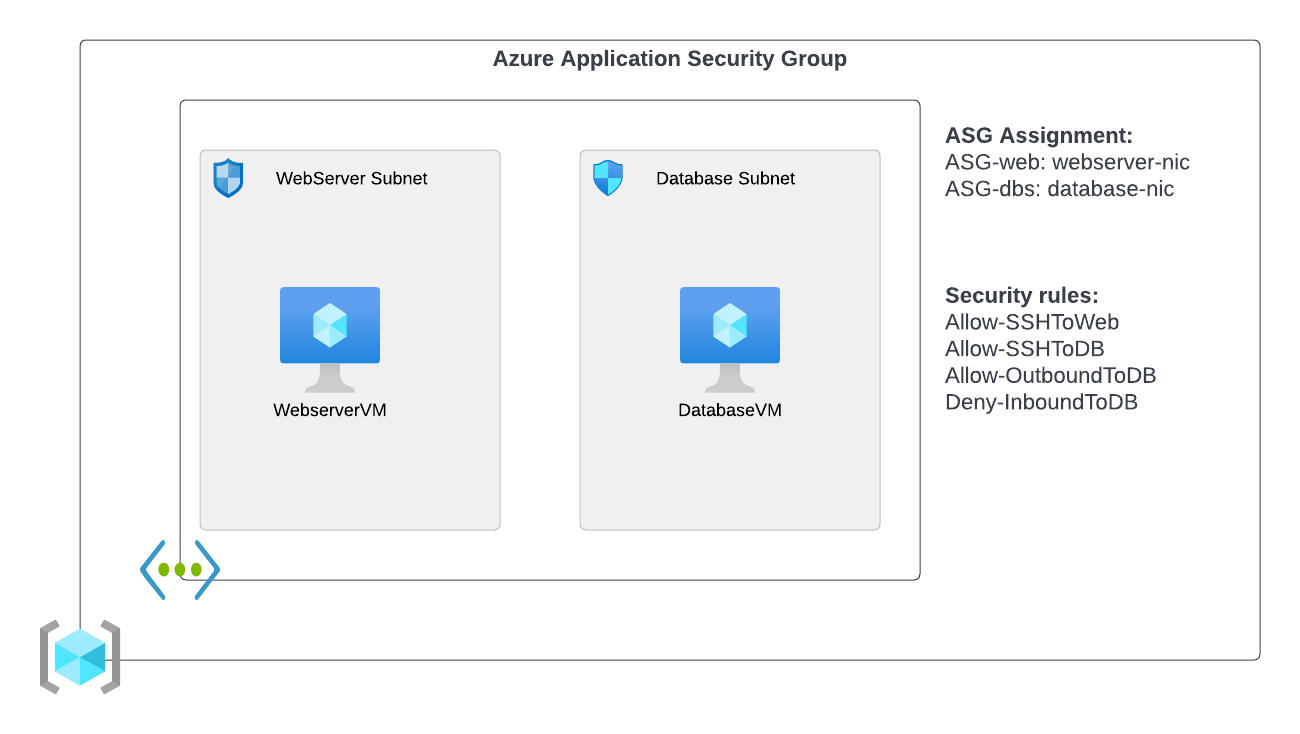 Azure Application Security Group
WebServer Subnet
Database Subnet
WebserverVM
DatabaseVM
ASG Assignment:
ASG-web: webserver-nic
ASG-dbs: database-nic
Security rules:
Allow-SSHToWeb
Allow-SSHToDB
Allow-OutboundToDB
Deny-InboundToDB